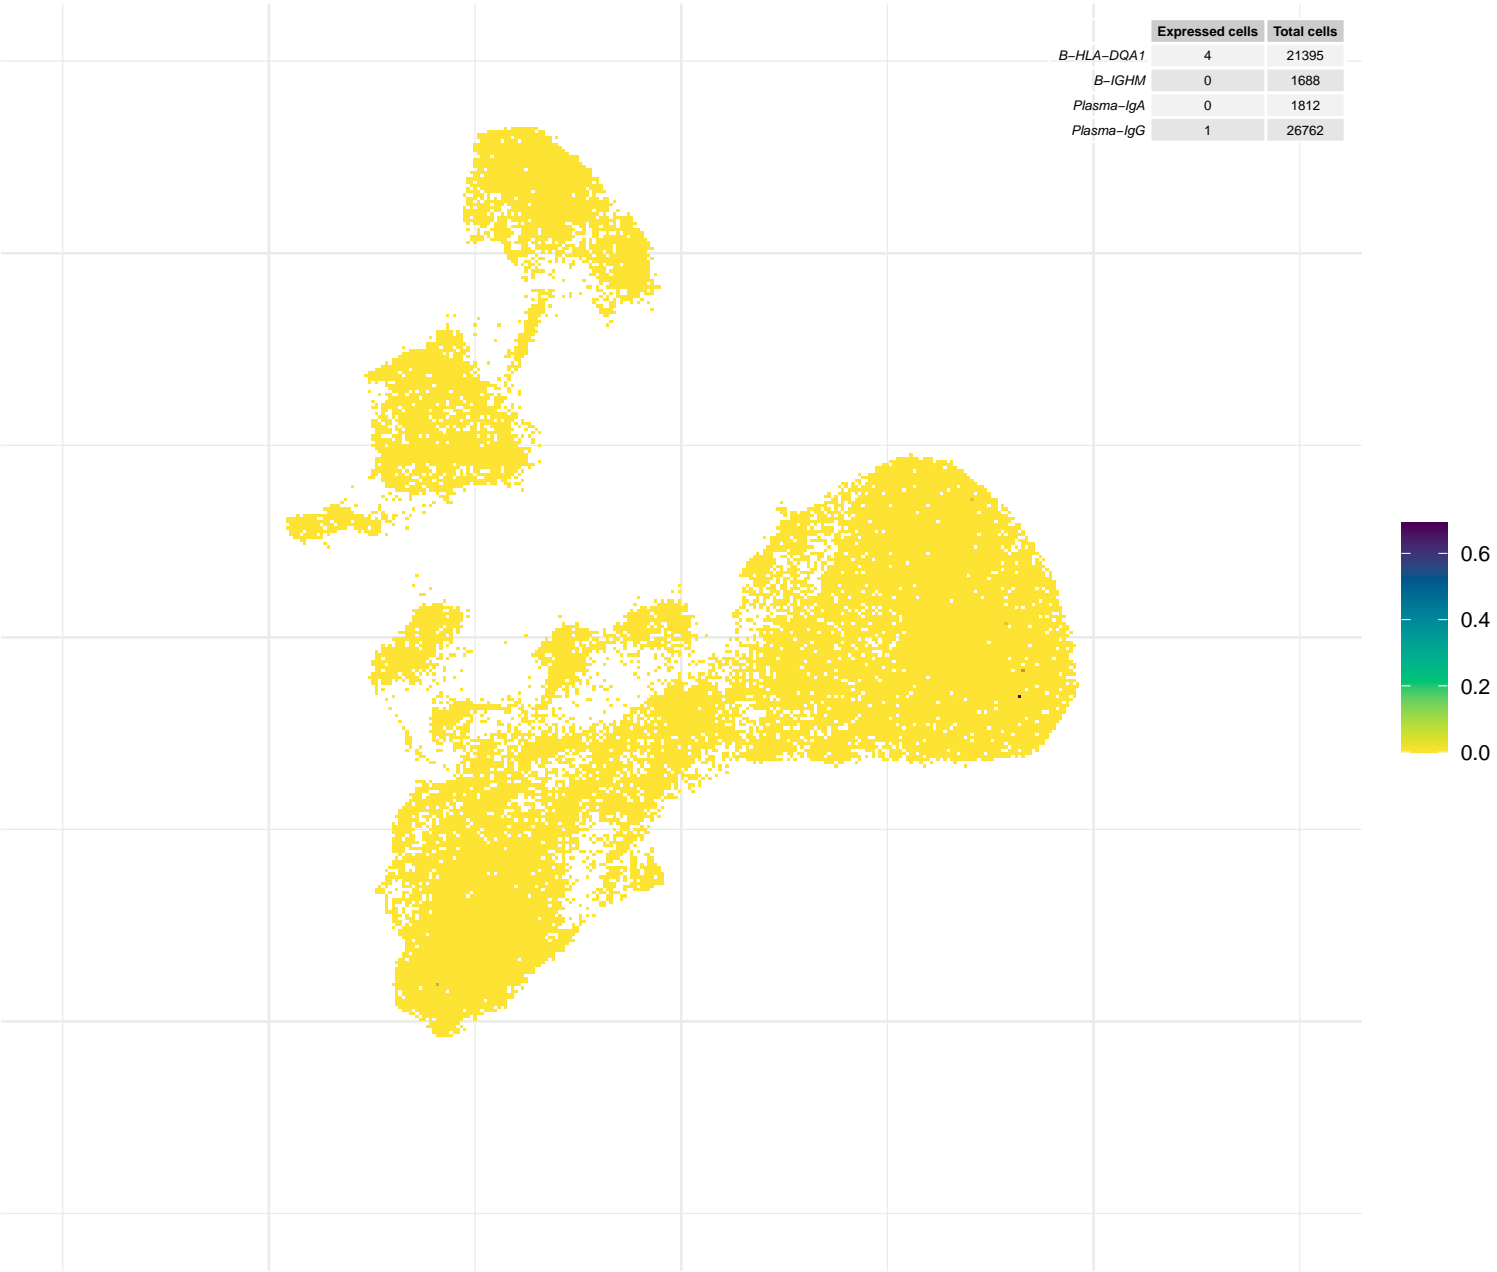 Expressed cells Total cells
B−HLA−DQA1 4 21395
B−IGHM 0 1688
Plasma−IgA 0 1812
Plasma−IgG 1 26762
0.6
0.4
0.2
0.0